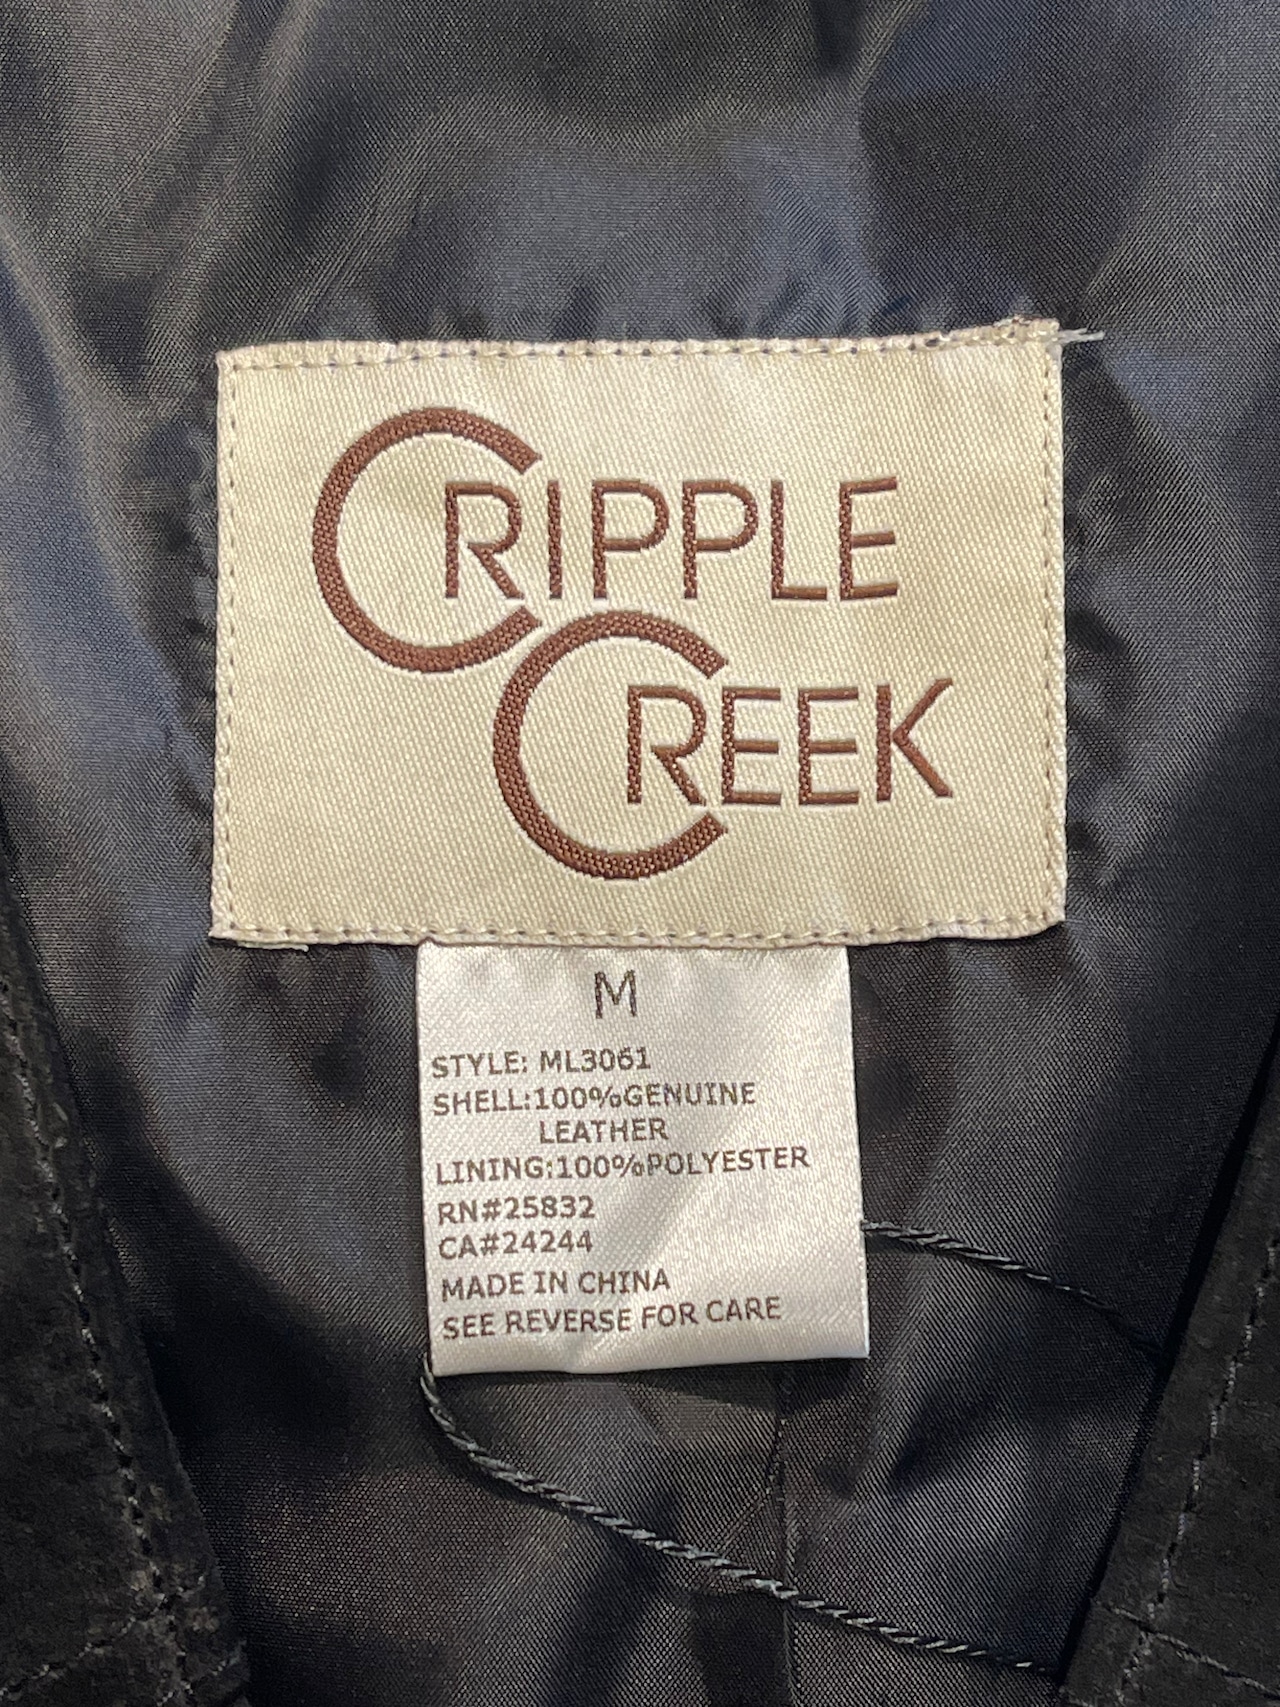 CRIPPLE
CREEK
M
STYLE: ML3061
SHELL:100%GENUINE
LEATHER
LINING:100%POLYESTER
RN#25832
CA#24244
MADE IN CHINA
SEE REVERSE FOR CARE